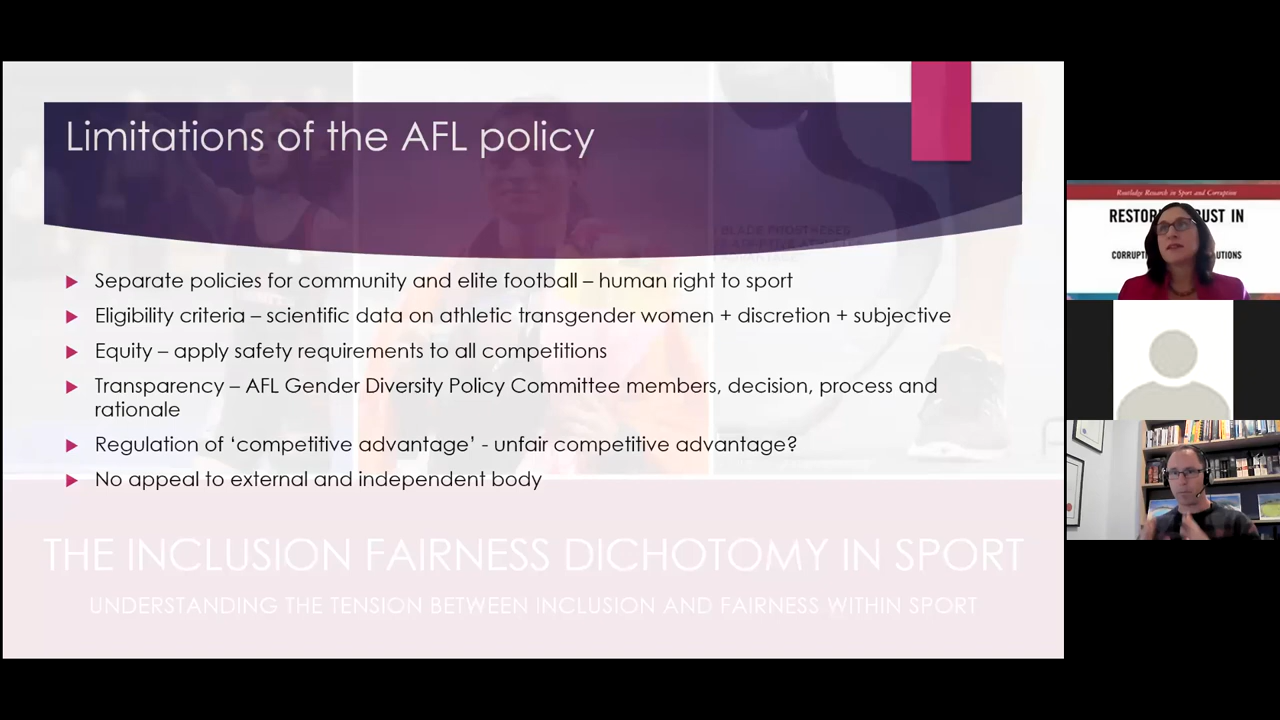 Limitations of the AFL policy
Separate policies for community and elite football – human right to sport
Eligibility criteria – scientific data on athletic transgender women + discretion + subjective
Equity – apply safety requirements to all competitions
Transparency – AFL Gender Diversity Policy Committee members, decision, process and
rationale
Regulation of ‘competitive advantage’ - unfair competitive advantage?
No appeal to external and independent body
THE INCLUSION FAIRNESS DICHOTOMY IN SPORT
UNDERSTANDING THE TENSION BETWEEN INCLUSION AND FAIRNESS WITHIN SPORT
Routledge Research in Sport and Corruption
IN